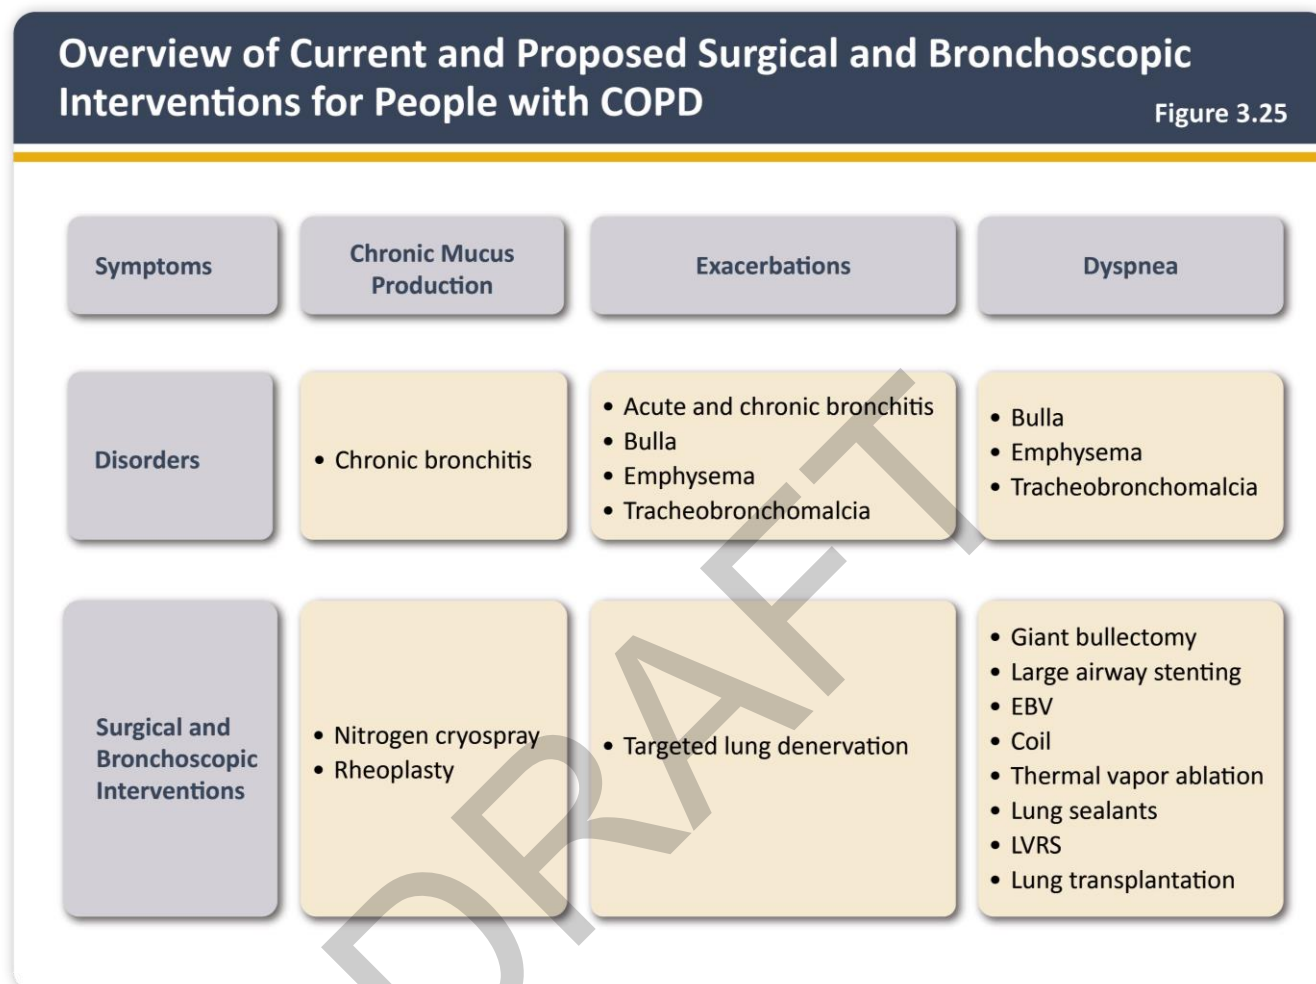 Overview of Current and Proposed Surgical and Bronchoscopic
Interventions for People with COPD
Figure 3.25
Symptoms
Chronic Mucus
Production
Exacerbations
Dyspnea
Disorders
• Chronic bronchitis
• Acute and chronic bronchitis
• Bulla
• Emphysema
• Tracheobronchomalcia
• Bulla
• Emphysema
• Tracheobronchomalcia
Surgical and
Bronchoscopic
Interventions
• Nitrogen cryospray
• Rheoplasty
• Targeted lung denervation
• Giant bullectomy
• Large airway stenting
• EBV
• Coil
• Thermal vapor ablation
• Lung sealants
• LVRS
• Lung transplantation
DRAFT